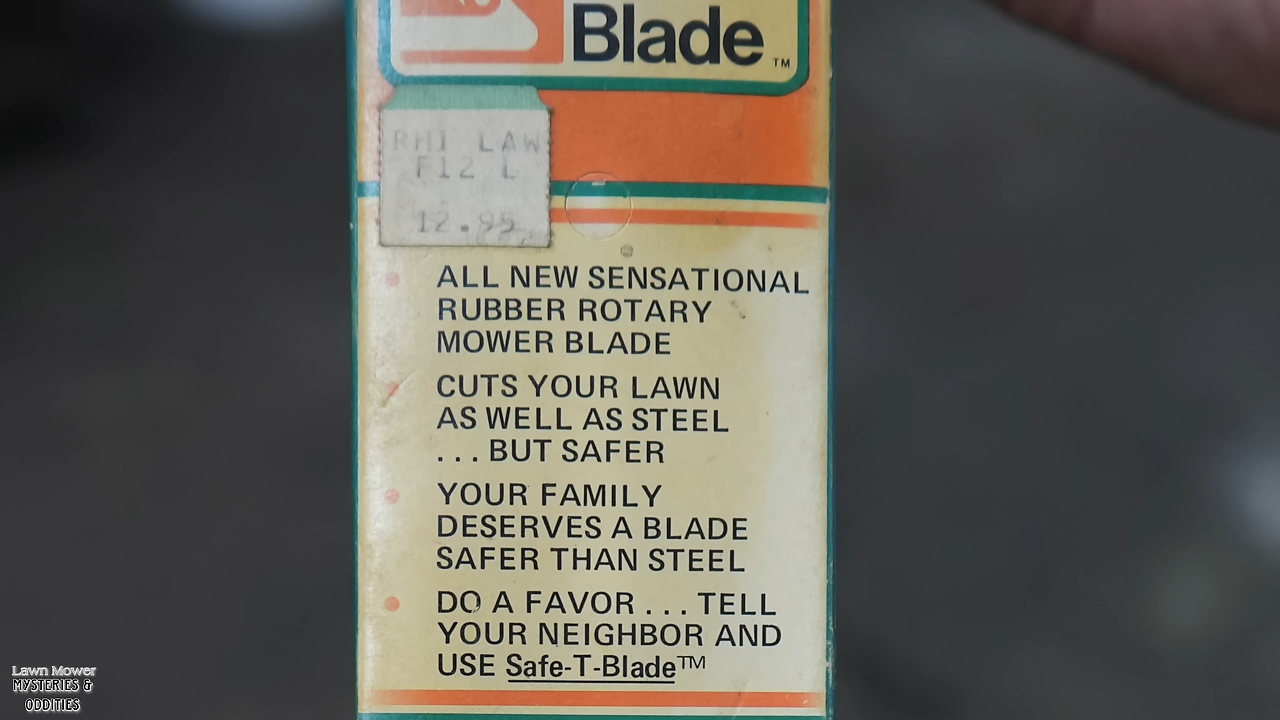 Blade™
RHI LAW
F12 L
12.95
ALL NEW SENSATIONAL
RUBBER ROTARY
MOWER BLADE
CUTS YOUR LAWN
AS WELL AS STEEL
...BUT SAFER
YOUR FAMILY
DESERVES A BLADE
SAFER THAN STEEL
DO A FAVOR... TELL
YOUR NEIGHBOR AND
USE Safe-T-Blade™
Lawn Mower
MYSTERIES &
ODDITIES